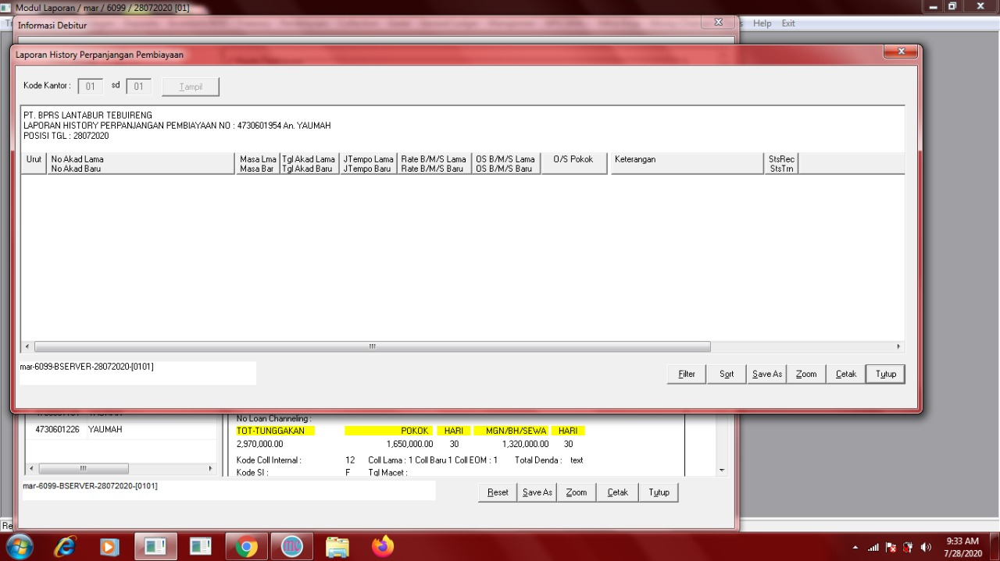 Modul Laporan / mar / 6099 / 28072020 [01]
Informasi Debitur
Help Exit
Laporan History Perpanjangan Pembiayaan
Kode Kantor : 01 sd 01 Tampil
PT. BPRS LANTABUR TEBUIRENG
LAPORAN HISTORY PERPANJANGAN PEMBIAYAAN NO : 4730601954 An. YAUMAH
POSISI TGL : 28072020
Urut No Akad Lama Masa Lma Tgl Akad Lama JTempo Lama Rate B/M/S Lama OS B/M/S Lama O/S Pokok Keterangan StsRec
No Akad Baru Masa Bar Tgl Akad Baru JTempo Baru Rate B/M/S Baru OS B/M/S Baru StsTrn
mar-6099-BSERVER-28072020-[0101]
Filter Sort Save As Zoom Cetak Tutup
No Loan Channeling :
4730601226 YAUMAH
TOT-TUNGGAKAN POKOK HARI MGN/BH/SEWA HARI
2,970,000.00 1,650,000.00 30 1,320,000.00 30
Kode Coll Internal : 12 Coll Lama : 1 Coll Baru 1 Coll EOM : 1 Total Denda : text
Kode SI : F Tgl Macet :
mar-6099-BSERVER-28072020-[0101]
Reset Save As Zoom Cetak Tutup
Re
9:33 AM
7/28/2020